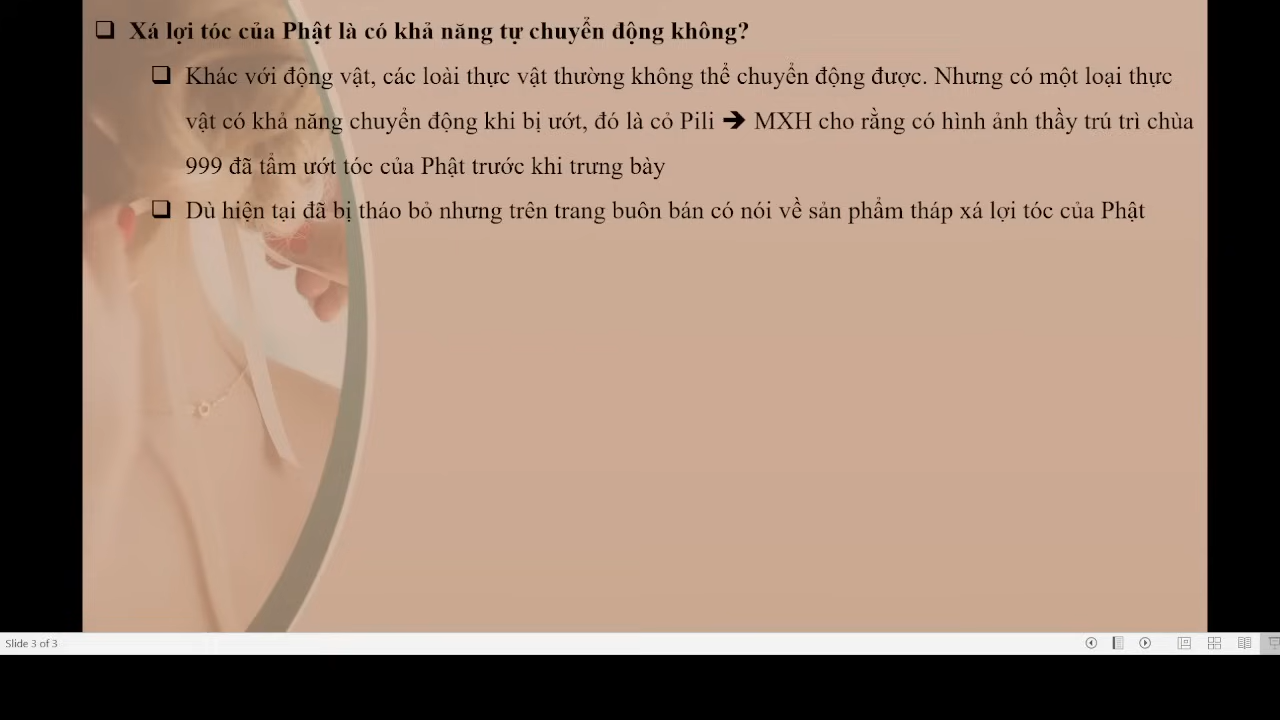 Xá lợi tóc của Phật là có khả năng tự chuyển động không?
Khác với động vật, các loài thực vật thường không thể chuyển động được. Nhưng có một loại thực
vật có khả năng chuyển động khi bị ướt, đó là cỏ Pili ➔ MXH cho rằng có hình ảnh thầy trú trì chùa
999 đã tẩm ướt tóc của Phật trước khi trưng bày
Dù hiện tại đã bị tháo bỏ nhưng trên trang buôn bán có nói về sản phẩm tháp xá lợi tóc của Phật
Slide 3 of 3